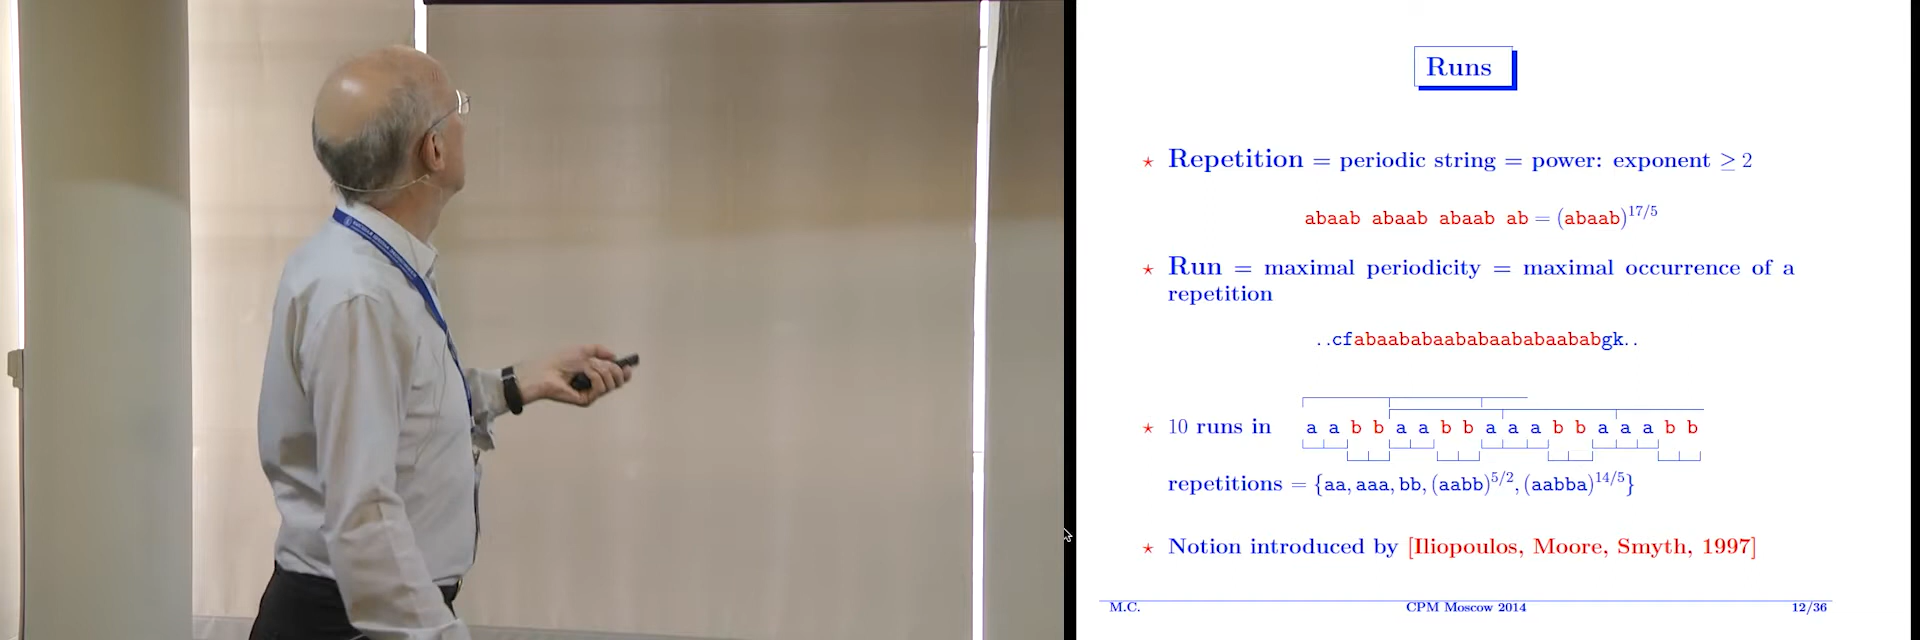 Runs
⋆ Repetition = periodic string = power: exponent ≥ 2
abaab abaab abaab ab = (abaab)^17/5
⋆ Run = maximal periodicity = maximal occurrence of a
repetition
..cfabaababaababaababaababgk..
⋆ 10 runs in a a b b a a b b a a a b b a a a b b
repetitions = {aa, aaa, bb, (aabb)^5/2, (aabba)^14/5}
⋆ Notion introduced by [Iliopoulos, Moore, Smyth, 1997]
M.C. CPM Moscow 2014 12/36